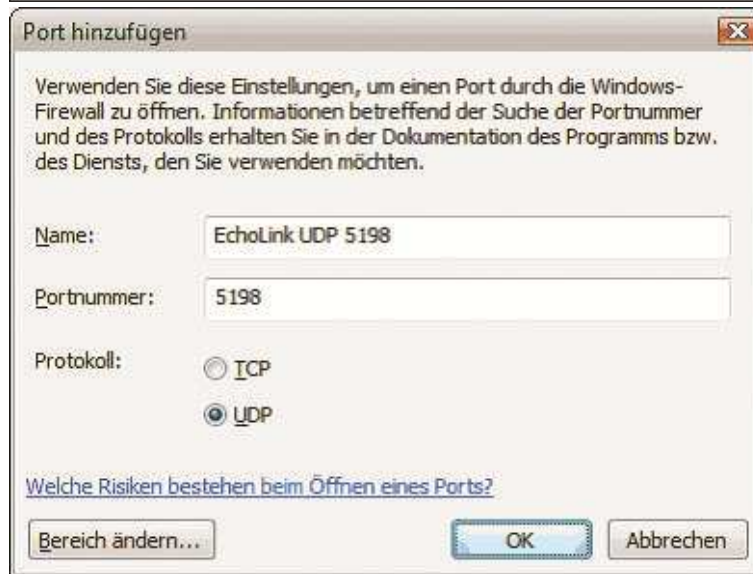 Port hinzufügen
Verwenden Sie diese Einstellungen, um einen Port durch die Windows-
Firewall zu öffnen. Informationen betreffend der Suche der Portnummer
und des Protokolls erhalten Sie in der Dokumentation des Programms bzw.
des Diensts, den Sie verwenden möchten.
Name: EchoLink UDP 5198
Portnummer: 5198
Protokoll: TCP
UDP
Welche Risiken bestehen beim Öffnen eines Ports?
Bereich ändern... OK Abbrechen